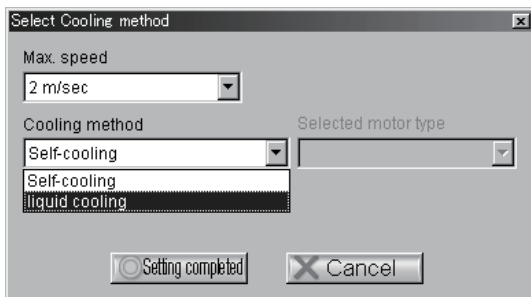 Select Cooling method
Max. speed
2 m/sec
Cooling method
Selected motor type
Self-cooling
Self-cooling
liquid cooling
Setting completed
Cancel